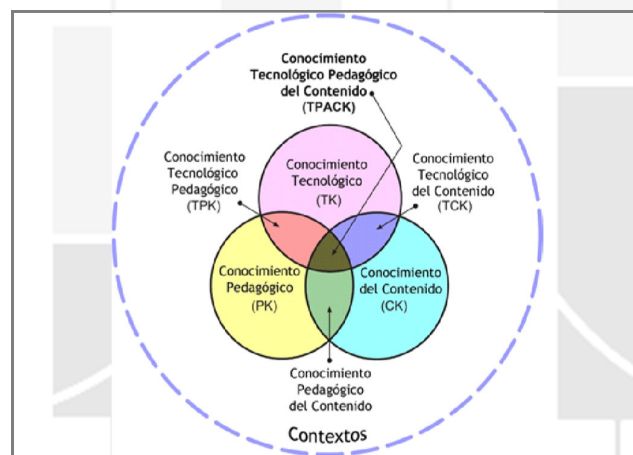 Conocimiento
Tecnológico Pedagógico
del Contenido
(TPACK)
Conocimiento
Tecnológico
Pedagógico
(TPK)
Conocimiento
Tecnológico
(TK)
Conocimiento
Tecnológico
del Contenido
(TCK)
Conocimiento
Pedagógico
(PK)
Conocimiento
del Contenido
(CK)
Conocimiento
Pedagógico
del Contenido
Contextos